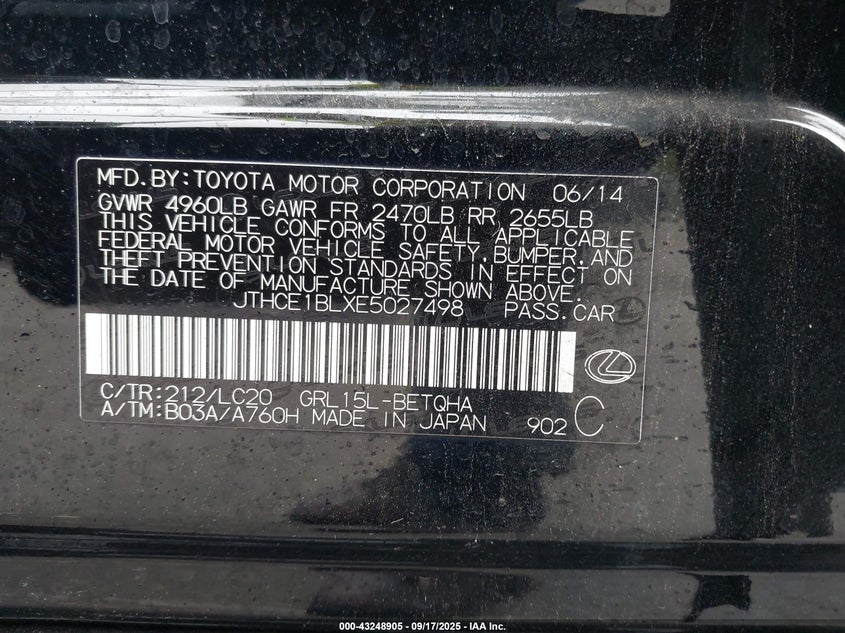 MFD.BY:TOYOTA MOTOR CORPORATION 06/14
GVWR 4960LB GAWR FR 2470LB RR 2655LB
THIS VEHICLE CONFORMS TO ALL APPLICABLE
FEDERAL MOTOR VEHICLE SAFETY,BUMPER,AND
THEFT PREVENTION STANDARDS IN EFFECT ON
THE DATE OF MANUFACTURE SHOWN ABOVE.
JTHCE1BLXE5027498 PASS.CAR
C/TR:212/LC20 GRL15L-BETQHA
A/TM:B03A/A760H MADE IN JAPAN 902 C
000-43248905 - 09/17/2025 - IAA Inc.